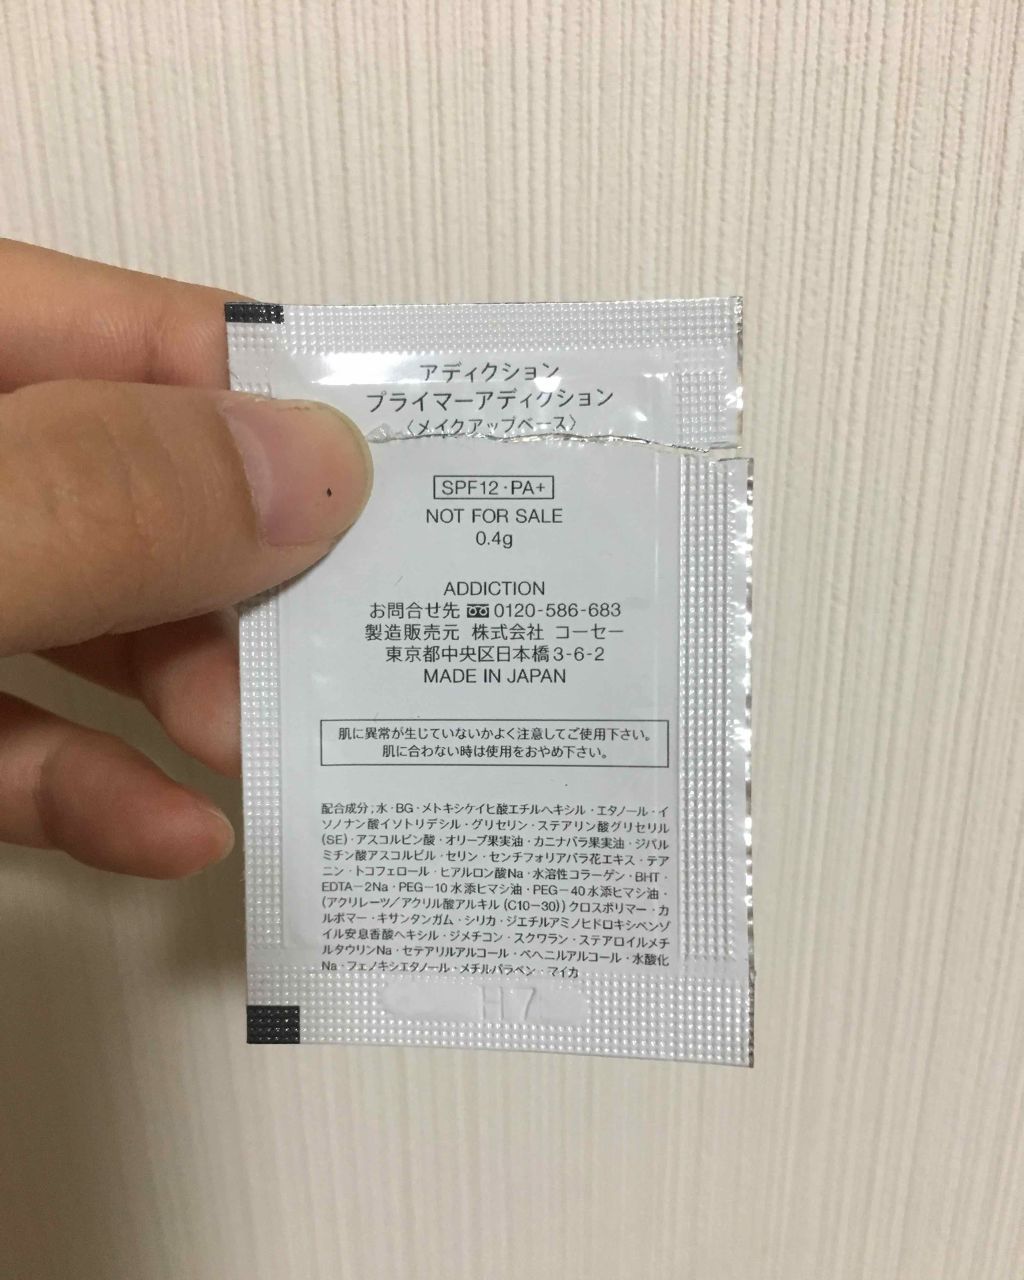 アディクション
プライマーアディクション
〈メイクアップベース〉
SPF12・PA+
NOT FOR SALE
0.4g
ADDICTION
お問合せ先 0120-586-683
製造販売元 株式会社 コーセー
東京都中央区日本橋3-6-2
MADE IN JAPAN
肌に異常が生じていないかよく注意してご使用下さい。
肌に合わない時は使用をおやめ下さい。
配合成分；水・BG・メトキシケイヒ酸エチルヘキシル・エタノール・イ
ソノナン酸イソトリデシル・グリセリン・ステアリン酸グリセリル
(SE)・アスコルビン酸・オリーブ果実油・カニナバラ果実油・ジパル
ミチン酸アスコルビル・セリン・センチフォリアバラ花エキス・テア
ニン・トコフェロール・ヒアルロン酸Na・水溶性コラーゲン・BHT・
EDTA－2Na・PEG－10水添ヒマシ油・PEG－40水添ヒマシ油・
(アクリレーツ／アクリル酸アルキル(C10－30))クロスポリマー・カ
ルボマー・キサンタンガム・シリカ・ジエチルアミノヒドロキシベンゾ
イル安息香酸ヘキシル・ジメチコン・スクワラン・ステアロイルメチ
ルタウリンNa・セテアリルアルコール・ベヘニルアルコール・水酸化
Na・フェノキシエタノール・メチルパラベン・マイカ
H7